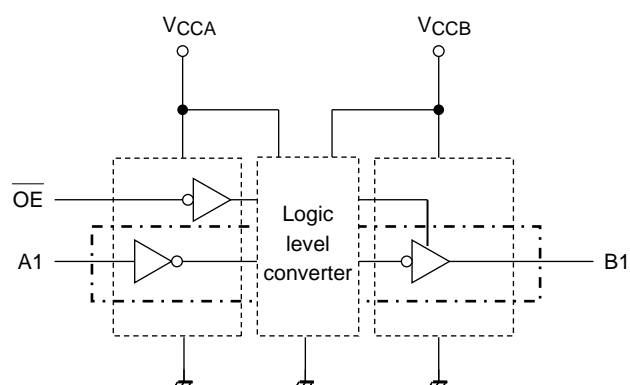 VCCA
VCCB
OE
Logic
level
converter
A1
B1